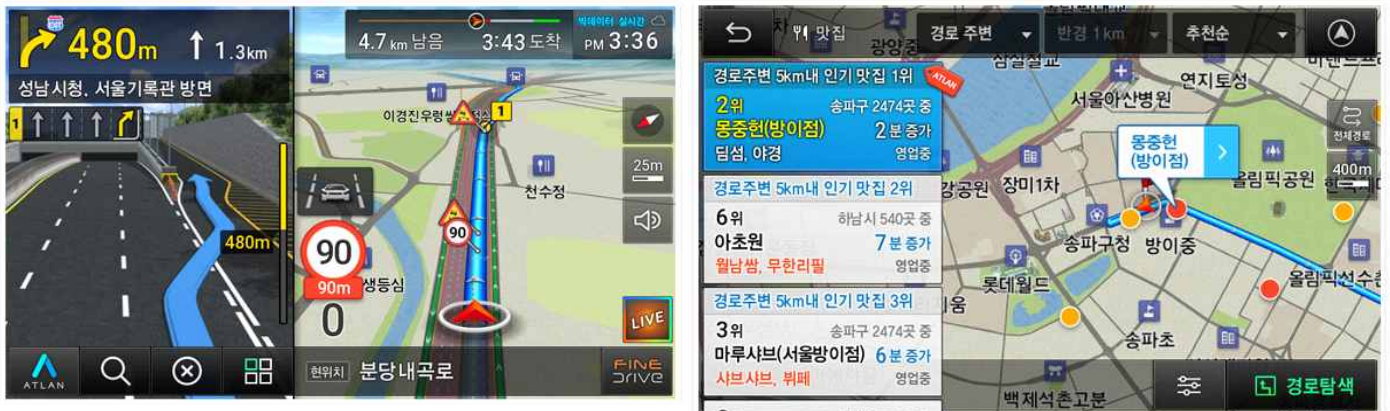 480m
1.3km
성남시청, 서울기록관 방면
1
480m
4.7 km 남음
3:43 도착
빅데이터 실시간
PM 3:36
1
천수정
25m
90
90
90m
생등심
0
LIVE
ATLAN
현위치 분당내곡로
FINE
Drive
맛집
경로 주변
반경 1km
추천순
경로주변 5km내 인기 맛집 1위
ATLAN
2위
송파구 2474곳 중
몽중헌(방이점)
2분 증가
딤섬, 야경
영업중
경로주변 5km내 인기 맛집 2위
6위
하남시 540곳 중
아초원
7분 증가
월남쌈, 무한리필
영업중
경로주변 5km내 인기 맛집 3위
3위
송파구 2474곳 중
마루샤브(서울방이점)
6분 증가
샤브샤브, 뷔페
영업중
잠실철교
연지토성
서울아산병원
몽중헌
(방이점)
전체경로
400m
강공원
장미1차
올림픽공원
송파구청
방이중
롯데월드
올림픽선수촌
송파초
백제석촌고분
경로탐색